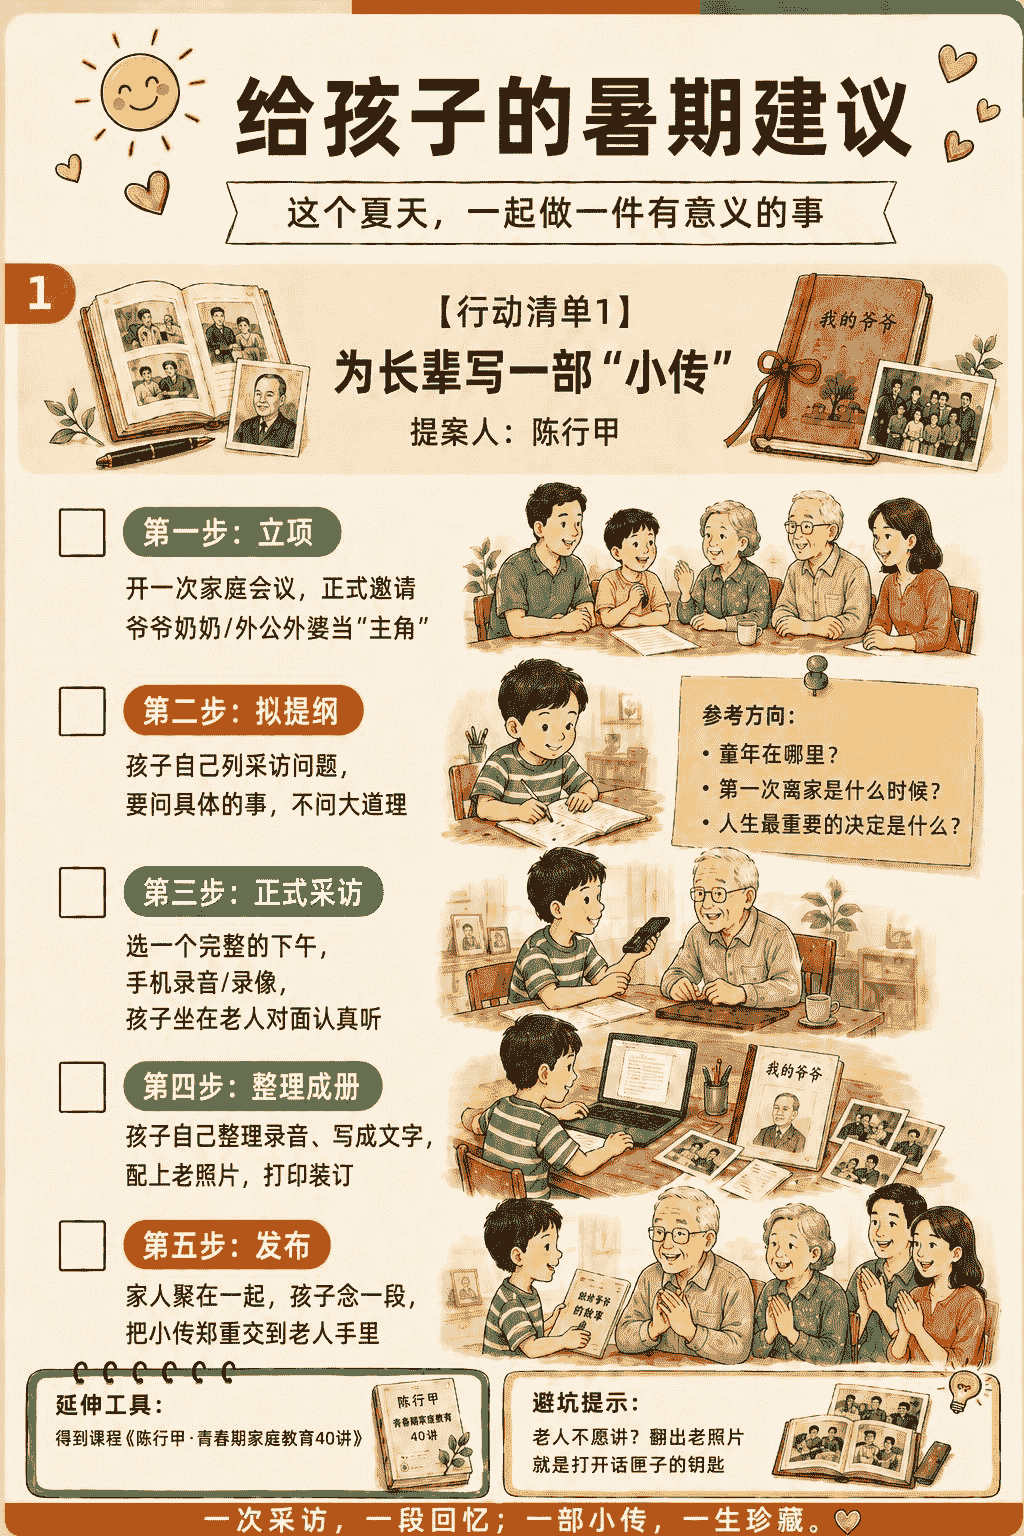 给孩子的暑期建议
这个夏天，一起做一件有意义的事
1
【行动清单1】
为长辈写一部“小传”
提案人：陈行甲
我的爷爷
第一步：立项
开一次家庭会议，正式邀请
爷爷奶奶/外公外婆当“主角”
第二步：拟提纲
孩子自己列采访问题，
要问具体的事，不问大道理
参考方向：
• 童年在哪里？
• 第一次离家是什么时候？
• 人生最重要的决定是什么？
第三步：正式采访
选一个完整的下午，
手机录音/录像，
孩子坐在老人对面认真听
第四步：整理成册
孩子自己整理录音、写成文字，
配上老照片，打印装订
我的爷爷
第五步：发布
家人聚在一起，孩子念一段，
把小传郑重交到老人手里
的故事
延伸工具：
得到课程《陈行甲·青春期家庭教育40讲》
陈行甲
青春期家庭教育
40讲
避坑提示：
老人不愿讲？翻出老照片
就是打开话匣子的钥匙
一次采访，一段回忆；一部小传，一生珍藏。